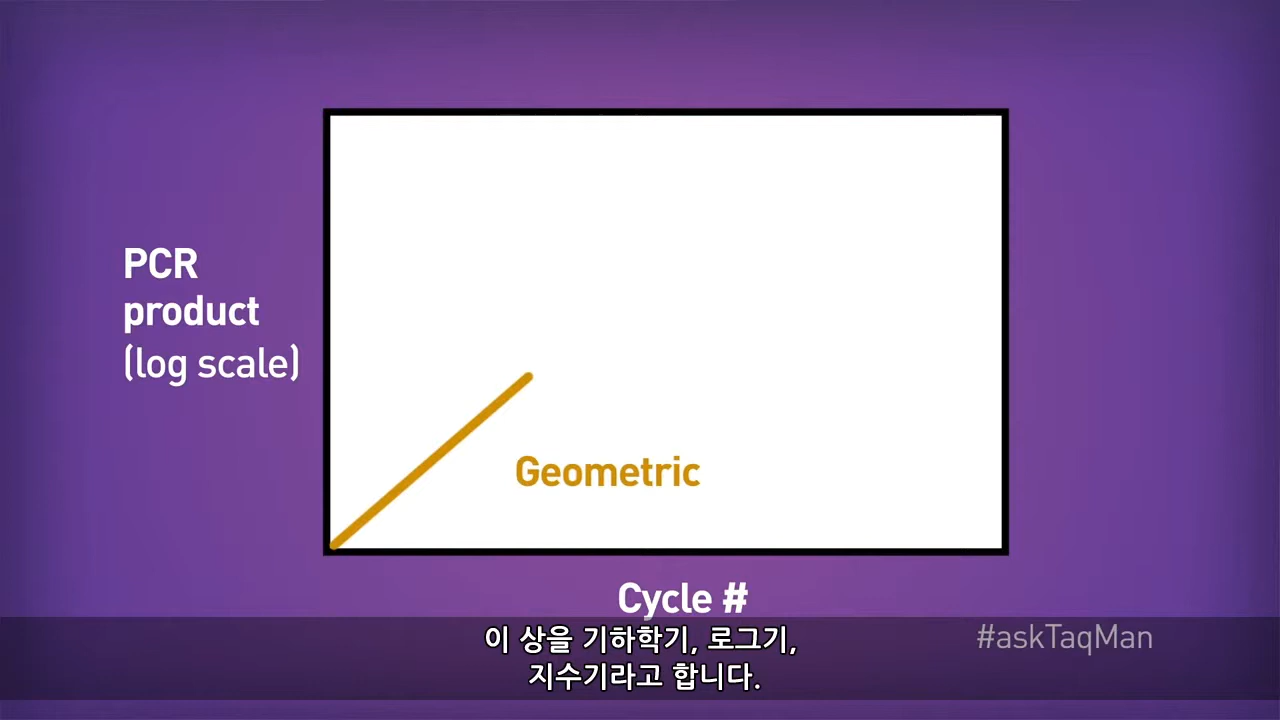 PCR
product
(log scale)
Geometric
Cycle #
#askTaqMan
이 상을 기하학기, 로그기,
지수기라고 합니다.